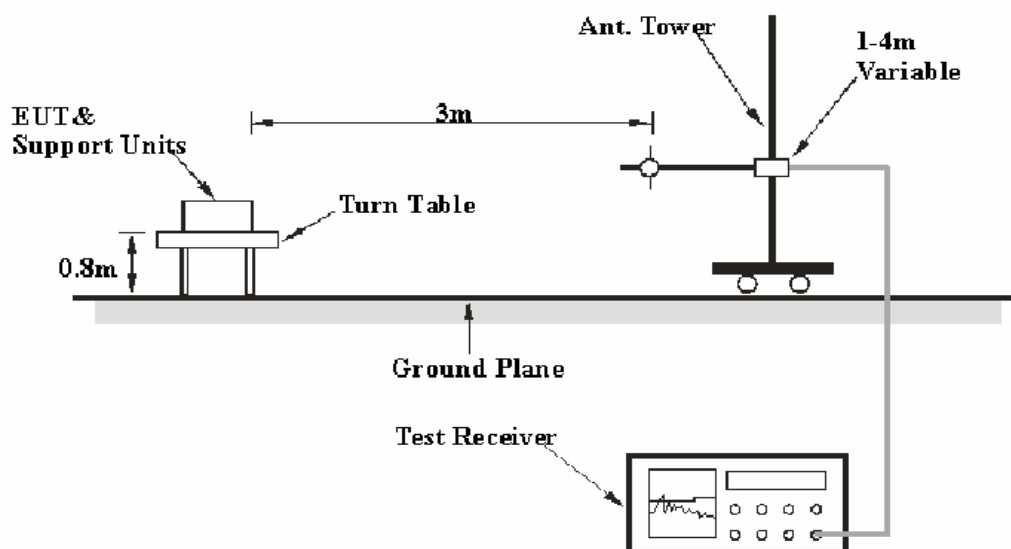 Ant. Tower
1-4m
Variable
EUT&
Support Units
3m
Turn Table
0.8m
Ground Plane
Test Receiver